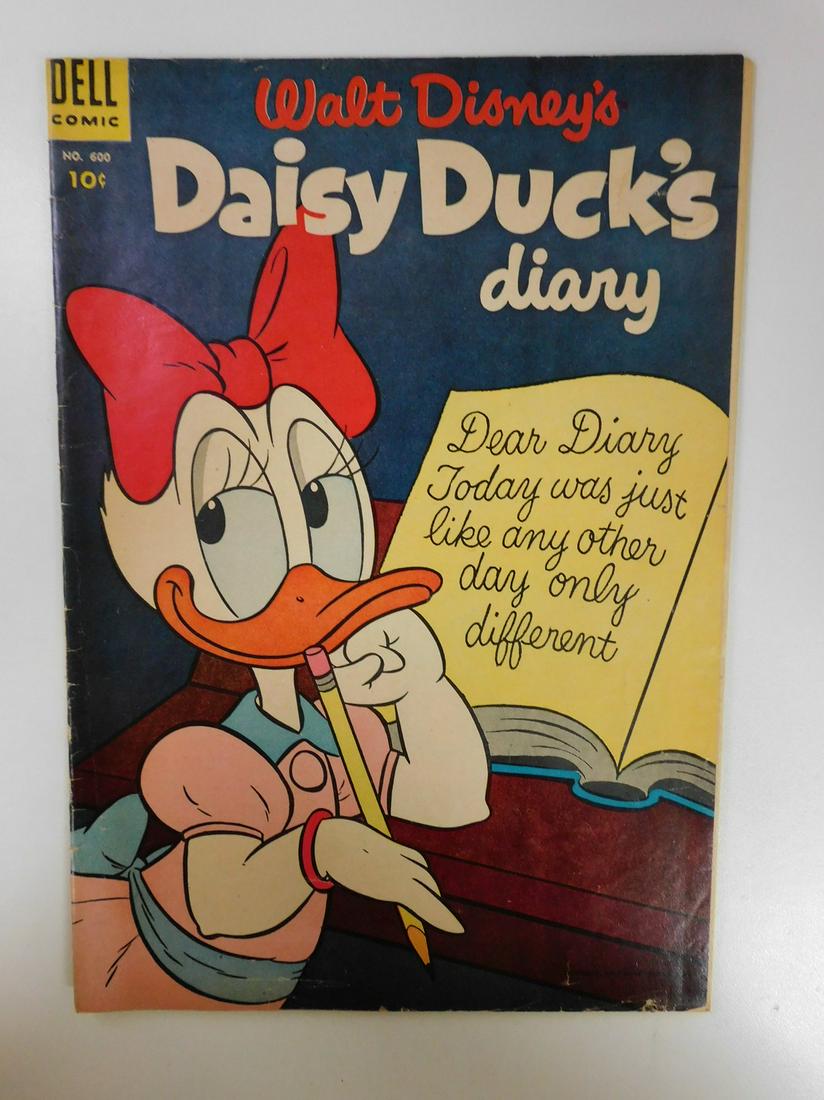 DELL
COMIC
NO. 600
10¢
Walt Disney's
Daisy Duck's
diary
Dear Diary
Today was just
like any other
day only
different